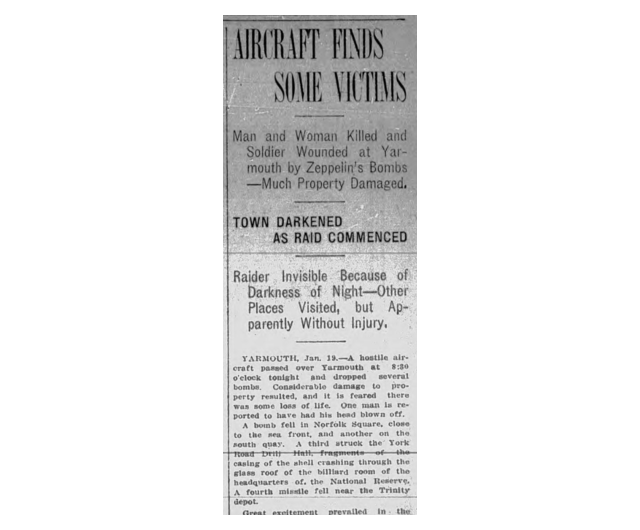 AIRCRAFT FINDS
SOME VICTIMS
Man and Woman Killed and
Soldier Wounded at Yar-
mouth by Zeppelin's Bombs
—Much Property Damaged.
TOWN DARKENED
AS RAID COMMENCED
Raider Invisible Because of
Darkness of Night—Other
Places Visited, but Ap-
parently Without Injury.
YARMOUTH, Jan. 19.—A hostile air-
craft passed over Yarmouth at 8:30
o'clock tonight and dropped several
bombs. Considerable damage to pro-
perty resulted, and it is feared there
was some loss of life. One man is re-
ported to have had his head blown off.
A bomb fell in Norfolk Square, close
to the sea front, and another on the
south quay. A third struck the York
Road Drill Hall, fragments of the
casing of the shell crashing through the
glass roof of the billiard room of the
headquarters of, the National Reserve.
A fourth missile fell near the Trinity
depot.
Great excitement prevailed in the